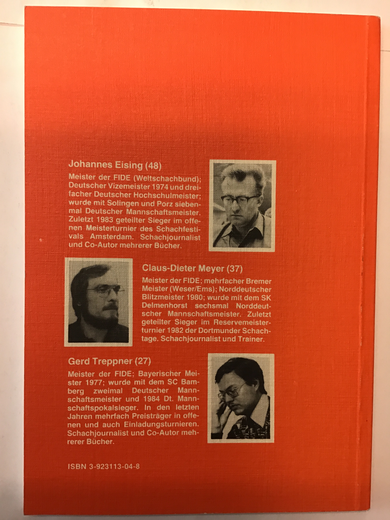 Johannes Eising (48)
Meister der FIDE (Weltschachbund);
Deutscher Vizemeister 1974 und drei-
facher Deutscher Hochschulmeister;
wurde mit Solingen und Porz sieben-
mal Deutscher Mannschaftsmeister.
Zuletzt 1983 geteilter Sieger im offe-
nen Meisterturnier des Schachfesti-
vals Amsterdam. Schachjournalist
und Co-Autor mehrerer Bücher.
Claus-Dieter Meyer (37)
Meister der FIDE; mehrfacher Bremer
Meister (Weser/Ems); Norddeutscher
Blitzmeister 1980; wurde mit dem SK
Delmenhorst sechsmal Norddeut-
scher Mannschaftsmeister. Zuletzt
geteilter Sieger im Reservemeister-
turnier 1982 der Dortmunder Schach-
tage. Schachjournalist und Trainer.
Gerd Treppner (27)
Meister der FIDE; Bayerischer Mei-
ster 1977; wurde mit dem SC Bam-
berg zweimal Deutscher Mann-
schaftsmeister und 1984 Dt. Mann-
schaftspokalsieger. In den letzten
Jahren mehrfach Preisträger in offe-
nen und auch Einladungsturnieren.
Schachjournalist und Co-Autor meh-
rerer Bücher.
ISBN 3-923113-04-8